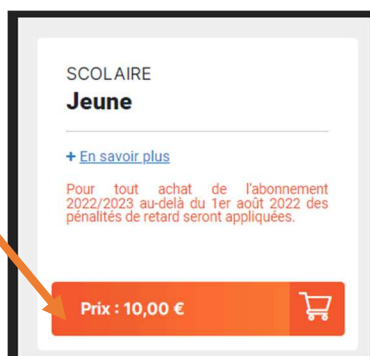 SCOLAIRE
Jeune
+ En savoir plus
Pour tout achat de l'abonnement
2022/2023 au-delà du 1er août 2022 des
pénalités de retard seront appliquées.
Prix : 10,00 €